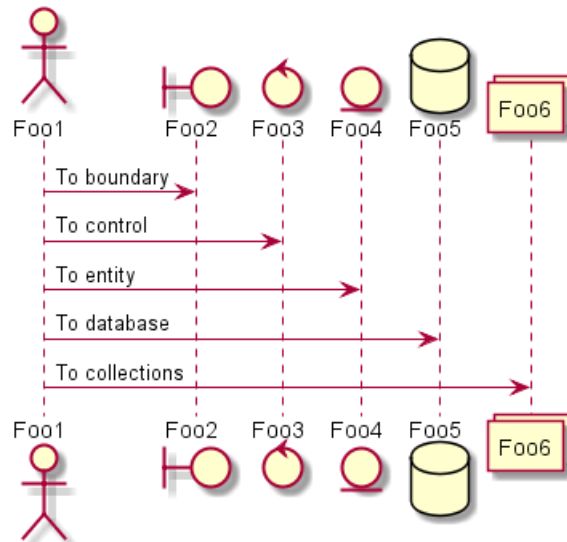 Foo1 Foo2 Foo3 Foo4 Foo5 Foo6
To boundary
To control
To entity
To database
To collections
Foo1 Foo2 Foo3 Foo4 Foo5 Foo6